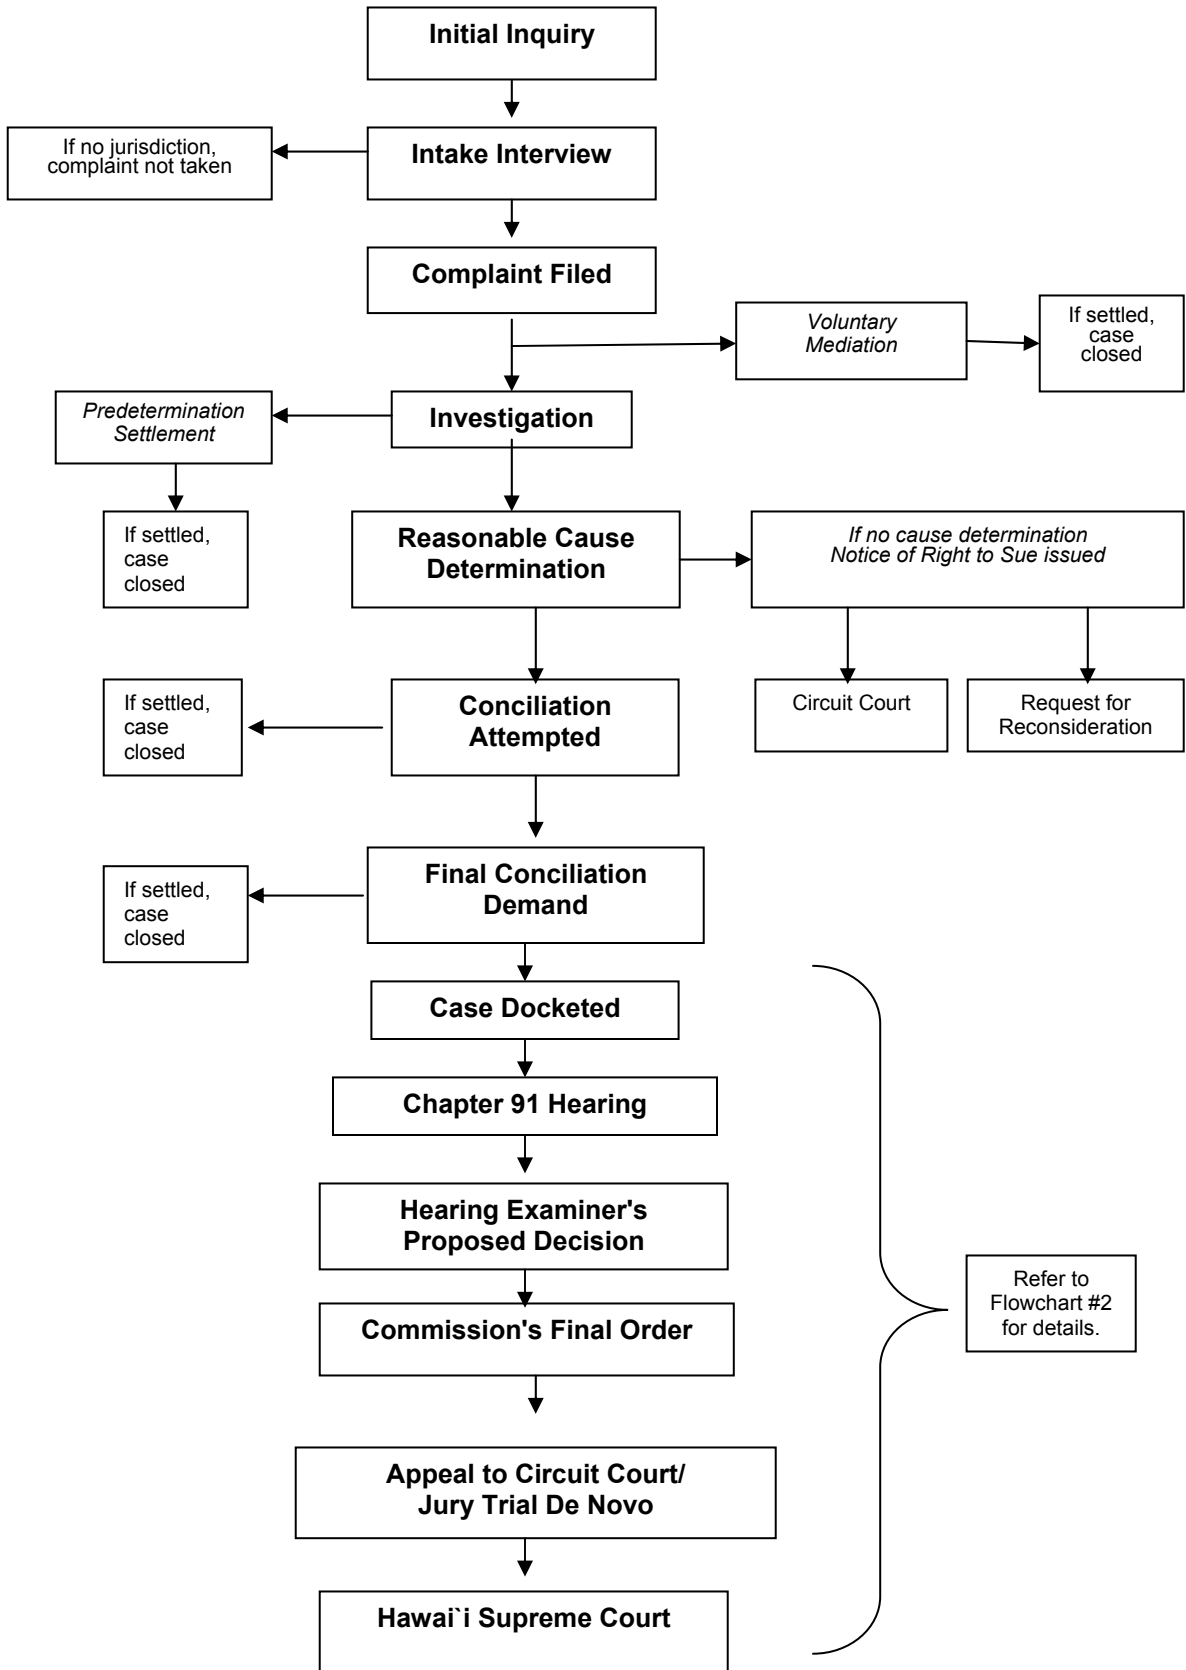 Initial Inquiry
If no jurisdiction,
complaint not taken
Intake Interview
Complaint Filed
Voluntary
Mediation
If settled,
case
closed
Predetermination
Settlement
Investigation
If settled,
case
closed
Reasonable Cause
Determination
If no cause determination
Notice of Right to Sue issued
If settled,
case
closed
Conciliation
Attempted
Circuit Court
Request for
Reconsideration
If settled,
case
closed
Final Conciliation
Demand
Case Docketed
Chapter 91 Hearing
Hearing Examiner's
Proposed Decision
Commission's Final Order
Refer to
Flowchart #2
for details.
Appeal to Circuit Court/
Jury Trial De Novo
Hawai`i Supreme Court